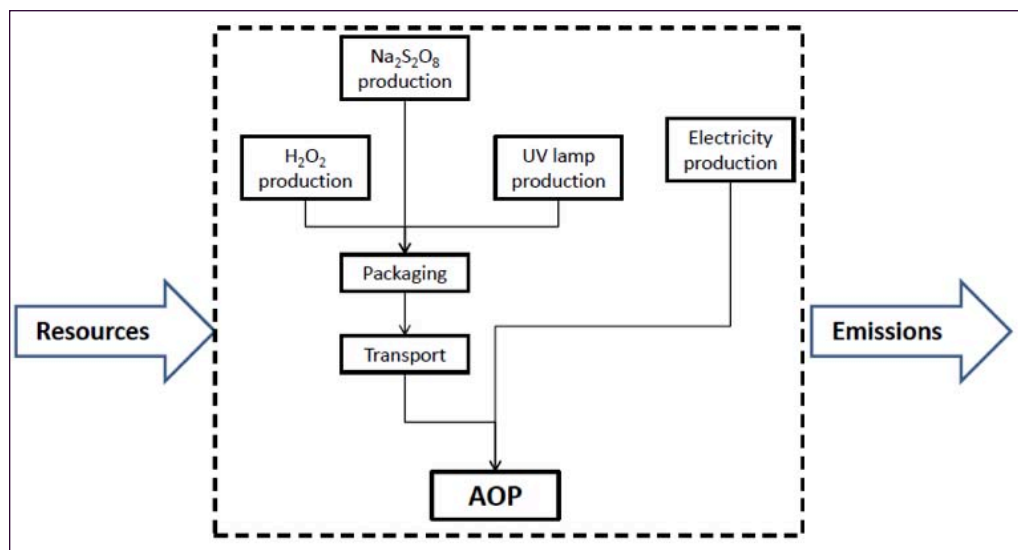 Na₂S₂O₈
production
H₂O₂
production
UV lamp
production
Electricity
production
Packaging
Resources
Emissions
Transport
AOP